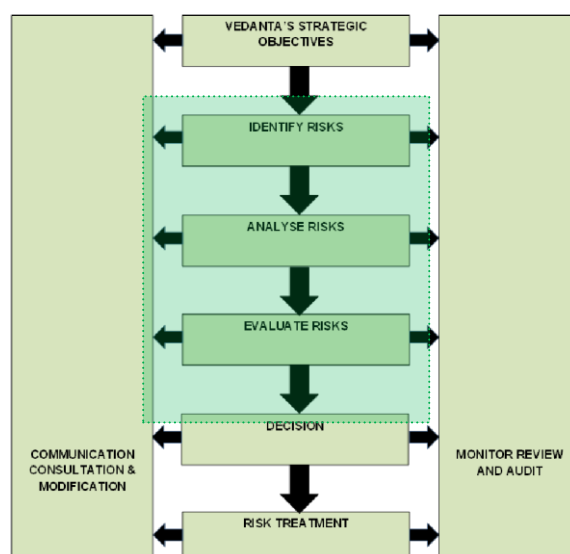 VEDANTA'S STRATEGIC
OBJECTIVES
IDENTIFY RISKS
ANALYSE RISKS
EVALUATE RISKS
DECISION
COMMUNICATION
CONSULTATION &
MODIFICATION
MONITOR REVIEW
AND AUDIT
RISK TREATMENT